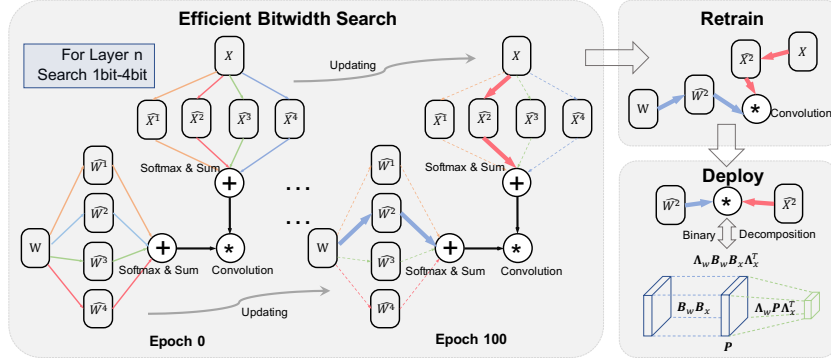 Efficient Bitwidth Search
For Layer n
Search 1bit-4bit
X
Updating
X
X̂¹ X̂² X̂³ X̂⁴
X̂¹ X̂² X̂³ X̂⁴
Softmax & Sum
+
Softmax & Sum
+
W
Ŵ¹
Ŵ²
Ŵ³
Ŵ⁴
+
Softmax & Sum
*
Convolution
...
...
W
Ŵ¹
Ŵ²
Ŵ³
Ŵ⁴
+
Softmax & Sum
*
Convolution
Updating
Epoch 0
Epoch 100
Retrain
X̂²
X
W
Ŵ²
*
Convolution
Deploy
Ŵ²
*
X̂²
Binary
Decomposition
Λ_w B_w B_x Λ_x^T
B_w B_x
Λ_w P Λ_x^T
P